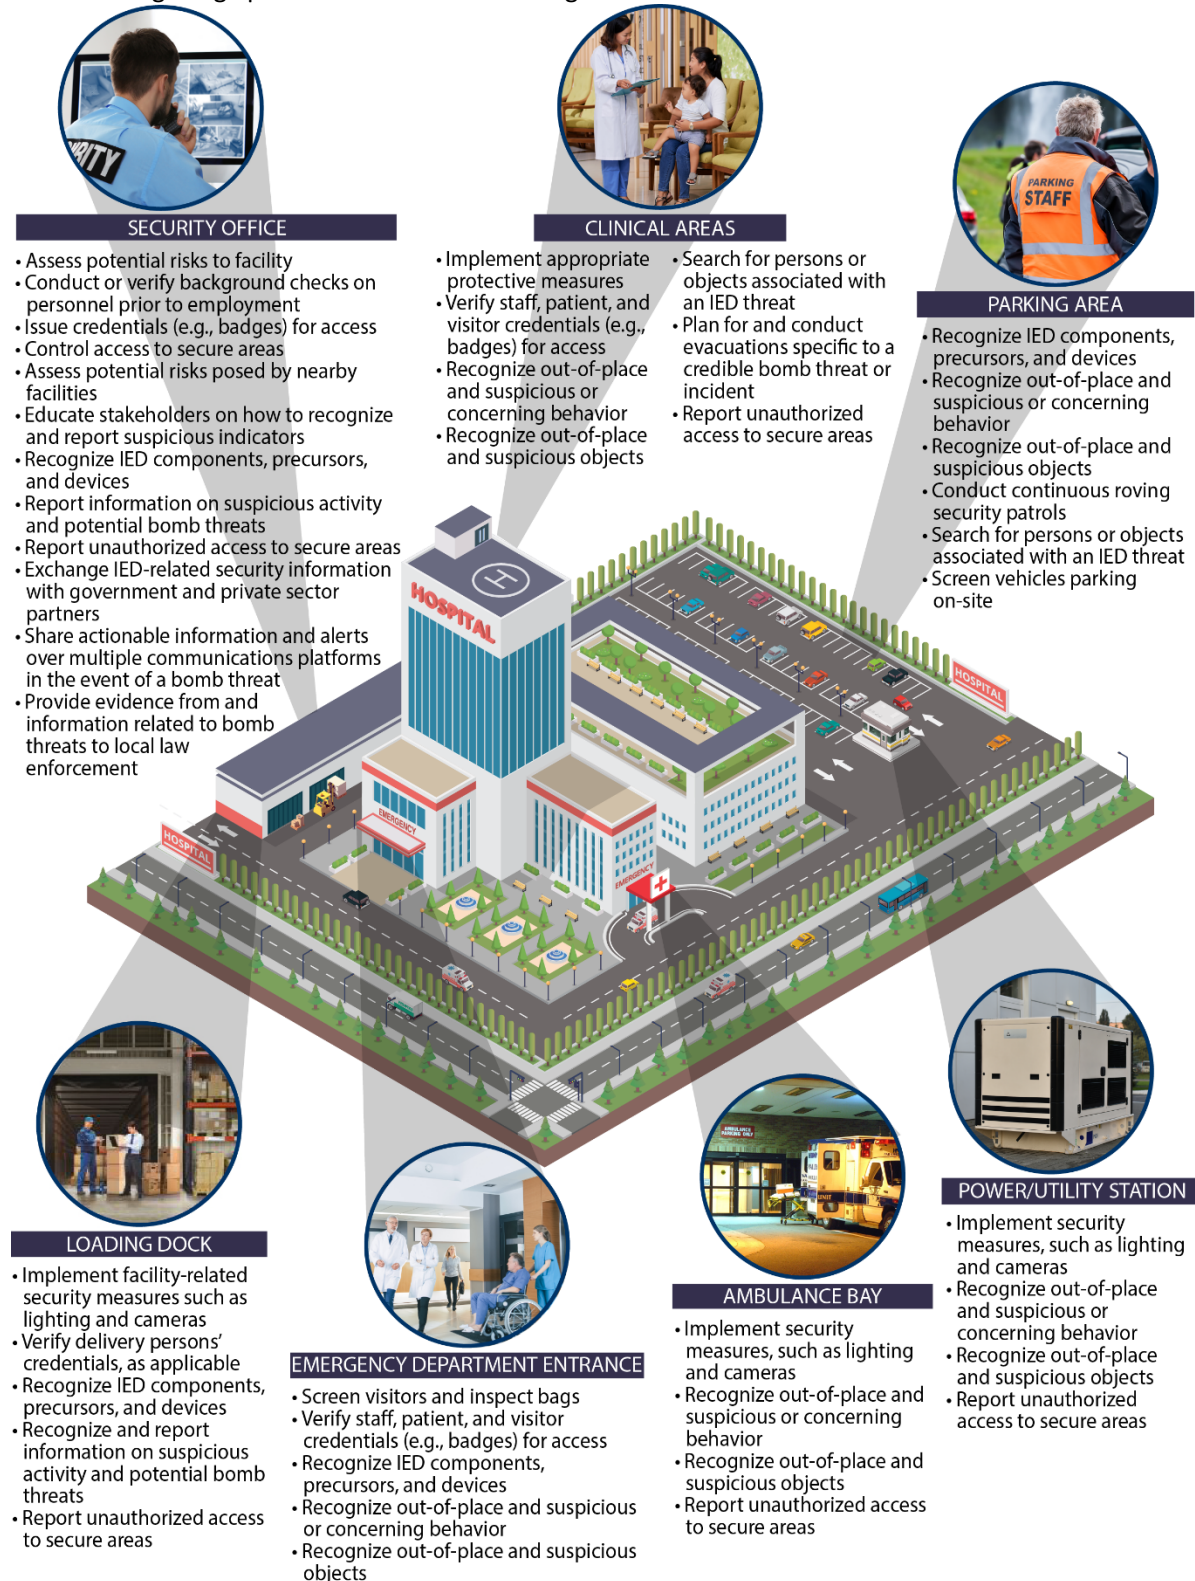 SECURITY OFFICE
• Assess potential risks to facility
• Conduct or verify background checks on
personnel prior to employment
• Issue credentials (e.g., badges) for access
• Control access to secure areas
• Assess potential risks posed by nearby
facilities
• Educate stakeholders on how to recognize
and report suspicious indicators
• Recognize IED components, precursors,
and devices
• Report information on suspicious activity
and potential bomb threats
• Report unauthorized access to secure areas
• Exchange IED-related security information
with government and private sector
partners
• Share actionable information and alerts
over multiple communications platforms
in the event of a bomb threat
• Provide evidence from and
information related to bomb
threats to local law
enforcement
CLINICAL AREAS
• Implement appropriate
protective measures
• Verify staff, patient, and
visitor credentials (e.g.,
badges) for access
• Recognize out-of-place
and suspicious or
concerning behavior
• Recognize out-of-place
and suspicious objects
• Search for persons or
objects associated with
an IED threat
• Plan for and conduct
evacuations specific to a
credible bomb threat or
incident
• Report unauthorized
access to secure areas
PARKING
STAFF
PARKING AREA
• Recognize IED components,
precursors, and devices
• Recognize out-of-place and
suspicious or concerning
behavior
• Recognize out-of-place and
suspicious objects
• Conduct continuous roving
security patrols
• Search for persons or objects
associated with an IED threat
• Screen vehicles parking
on-site
H
HOSPITAL
HOSPITAL
EMERGENCY
HOSPITAL
EMERGENCY
LOADING DOCK
• Implement facility-related
security measures such as
lighting and cameras
• Verify delivery persons’
credentials, as applicable
• Recognize IED components,
precursors, and devices
• Recognize and report
information on suspicious
activity and potential bomb
threats
• Report unauthorized access
to secure areas
EMERGENCY DEPARTMENT ENTRANCE
• Screen visitors and inspect bags
• Verify staff, patient, and visitor
credentials (e.g., badges) for access
• Recognize IED components,
precursors, and devices
• Recognize out-of-place and suspicious
or concerning behavior
• Recognize out-of-place and suspicious
objects
AMBULANCE
PARKING ONLY
AMBULANCE BAY
• Implement security
measures, such as lighting
and cameras
• Recognize out-of-place and
suspicious or concerning
behavior
• Recognize out-of-place and
suspicious objects
• Report unauthorized access
to secure areas
POWER/UTILITY STATION
• Implement security
measures, such as lighting
and cameras
• Recognize out-of-place
and suspicious or
concerning behavior
• Recognize out-of-place
and suspicious objects
• Report unauthorized
access to secure areas